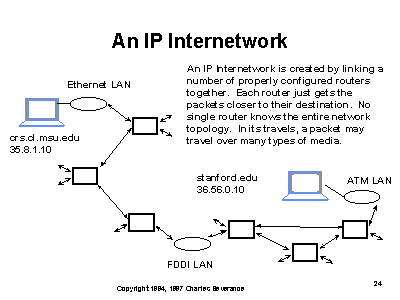 An IP Internetwork
An IP Internetwork is created by linking a
number of properly configured routers
together. Each router just gets the
packets closer to their destination. No
single router knows the entire network
topology. In its travels, a packet may
travel over many types of media.
Ethernet LAN
crs.cl.msu.edu
35.8.1.10
stanford.edu
36.56.0.10
ATM LAN
FDDI LAN
Copyright 1994, 1997 Charles Severance
24